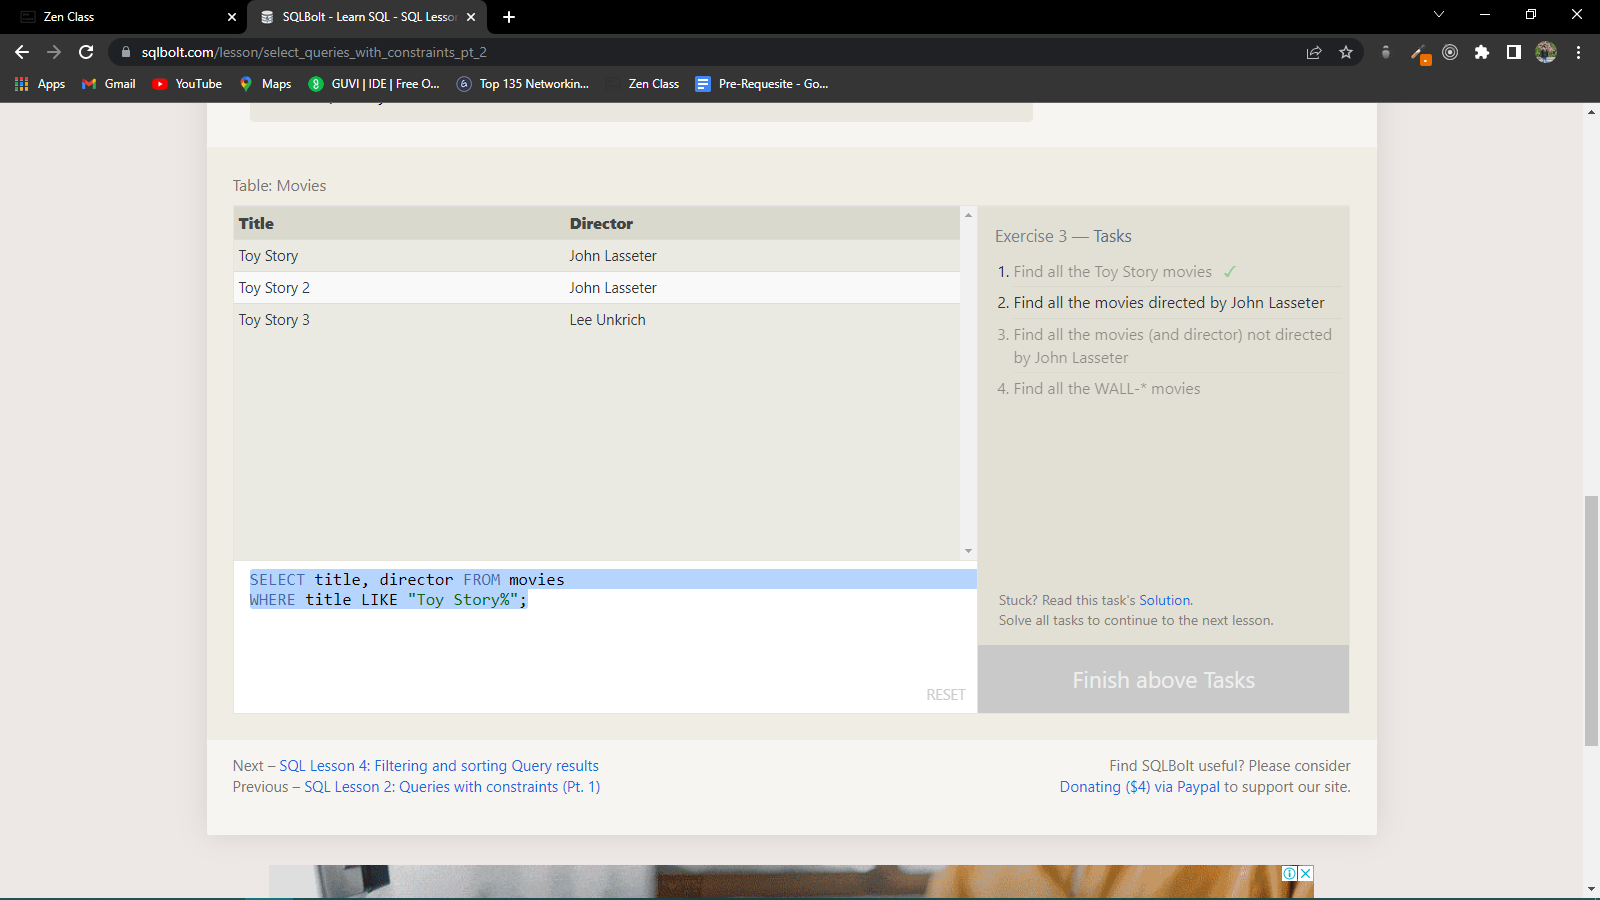 Zen Class
SQLBolt - Learn SQL - SQL Lesson
sqlbolt.com/lesson/select_queries_with_constraints_pt_2
Apps
Gmail
YouTube
Maps
GUVI | IDE | Free O...
Top 135 Networkin...
Zen Class
Pre-Requesite - Go...
Table: Movies
Title Director
Toy Story John Lasseter
Toy Story 2 John Lasseter
Toy Story 3 Lee Unkrich
SELECT title, director FROM movies
WHERE title LIKE "Toy Story%";
RESET
Exercise 3 — Tasks
1. Find all the Toy Story movies ✓
2. Find all the movies directed by John Lasseter
3. Find all the movies (and director) not directed
by John Lasseter
4. Find all the WALL-* movies
Stuck? Read this task's Solution.
Solve all tasks to continue to the next lesson.
Finish above Tasks
Next – SQL Lesson 4: Filtering and sorting Query results
Previous – SQL Lesson 2: Queries with constraints (Pt. 1)
Find SQLBolt useful? Please consider
Donating ($4) via Paypal to support our site.